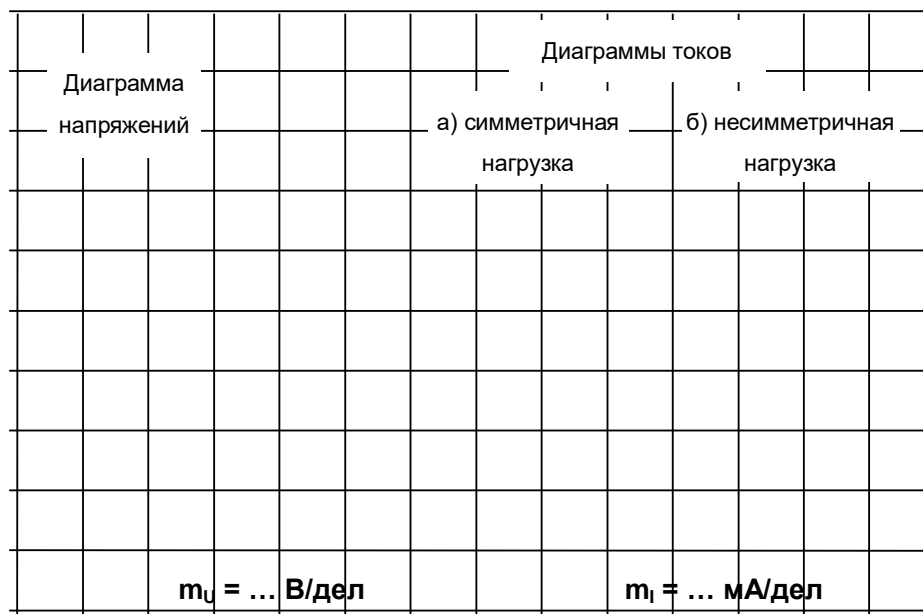 Диаграмма
напряжений
Диаграммы токов
а) симметричная
нагрузка
б) несимметричная
нагрузка
mU = … В/дел
mI = … мА/дел